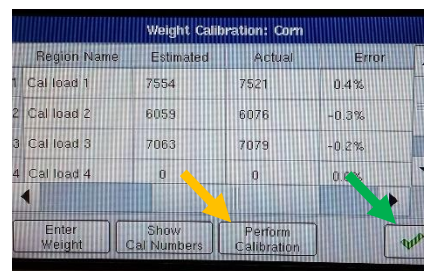 Weight Calibration: Corn
Region Name Estimated Actual Error
1 Cal load 1 7554 7521 0.4%
2 Cal load 2 6059 6076 -0.3%
3 Cal load 3 7063 7079 -0.2%
4 Cal load 4 0 0 0.0%
Enter Weight
Show Cal Numbers
Perform Calibration